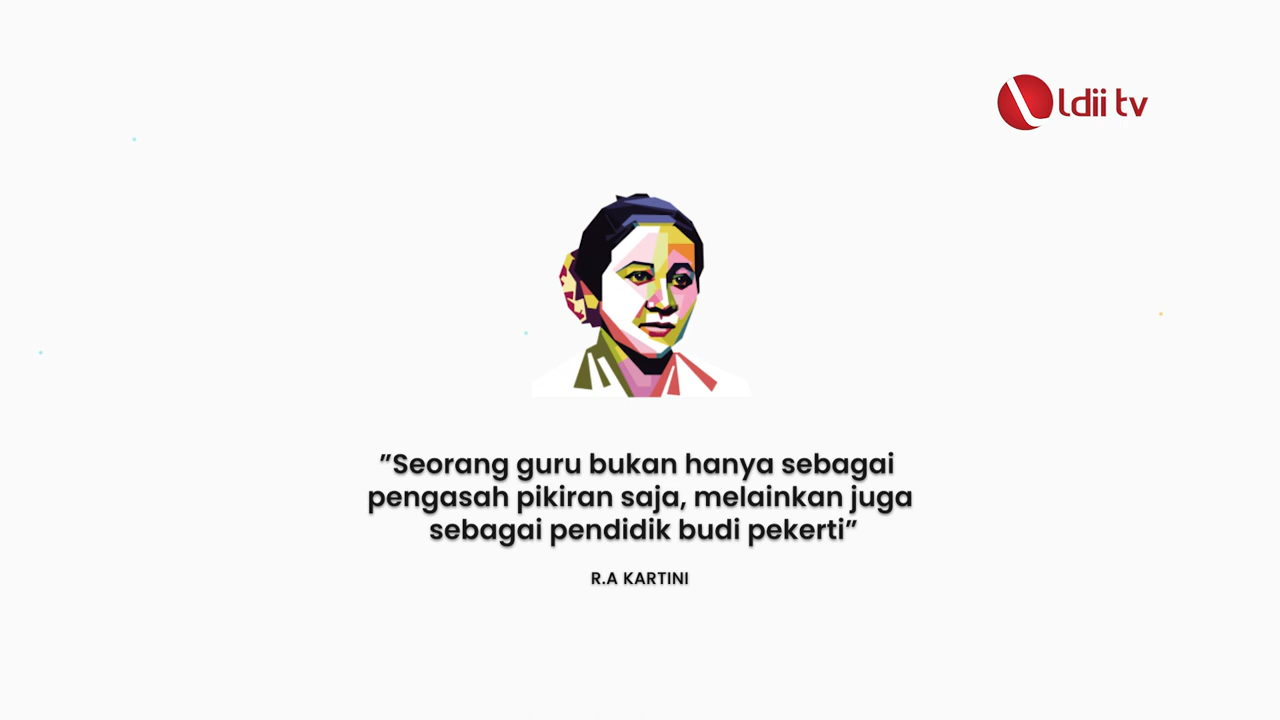 ldii tv
”Seorang guru bukan hanya sebagai
pengasah pikiran saja, melainkan juga
sebagai pendidik budi pekerti”
R.A KARTINI